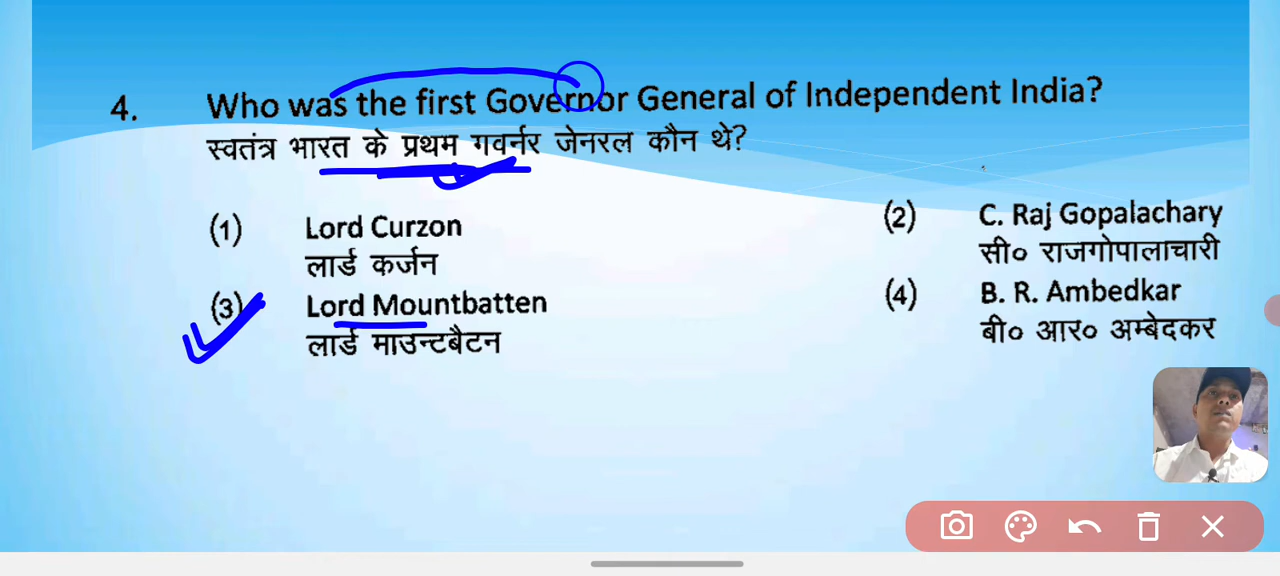 4. Who was the first Governor General of Independent India?
स्वतंत्र भारत के प्रथम गवर्नर जेनरल कौन थे?
(1) Lord Curzon
लार्ड कर्जन
(2) C. Raj Gopalachary
सी० राजगोपालाचारी
(3) Lord Mountbatten
लार्ड माउन्टबैटन
(4) B. R. Ambedkar
बी० आर० अम्बेदकर